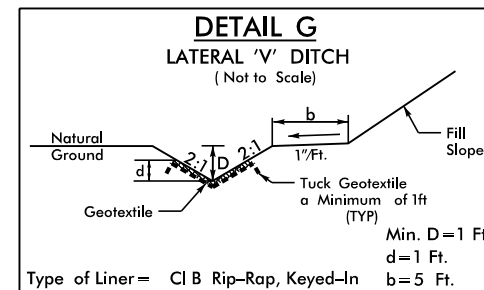 DETAIL G
LATERAL 'V' DITCH
( Not to Scale)
b
Natural
Ground
2:1
D
2:1
1"/Ft.
Fill
Slope
d
Geotextile
Tuck Geotextile
a Minimum of 1ft
(TYP)
Min. D=1 Ft
d=1 Ft.
Type of Liner= Cl B Rip-Rap, Keyed-In
b=5 Ft.